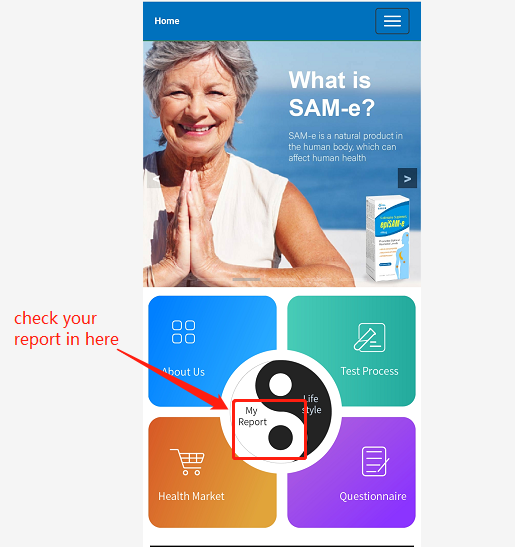 Home
What is
SAM-e?
SAM-e is a natural product in
the human body, which can
affect human health
<
>
epiSAM-e
check your
report in here
About Us
Test Process
My
Report
Life
style
Health Market
Questionnaire